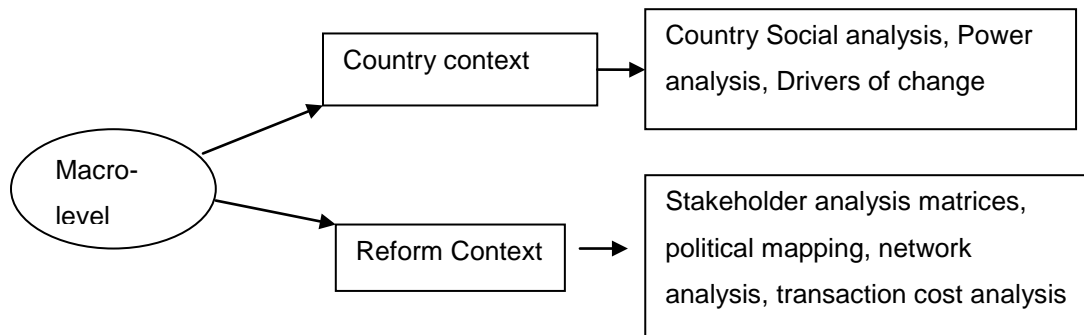 Macro-
level
Country context
Country Social analysis, Power
analysis, Drivers of change
Reform Context
Stakeholder analysis matrices,
political mapping, network
analysis, transaction cost analysis